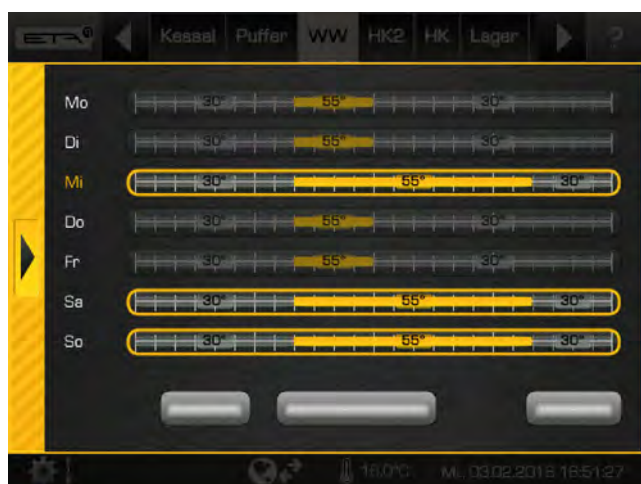 ETA Kessel Puffer WW HK2 HK Lager ?
Mo 30° 55° 30°
Di 30° 55° 30°
Mi 30° 55° 30°
Do 30° 55° 30°
Fr 30° 55° 30°
Sa 30° 55° 30°
So 30° 55° 30°
16.0°C Mi., 03.02.2016 16:51:27